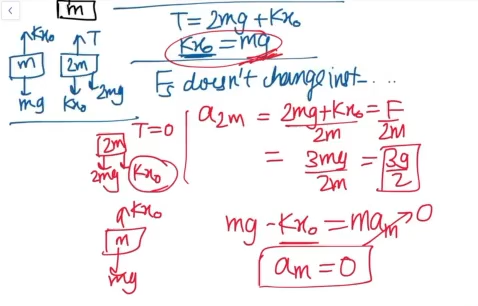 m
Kx₀ T T = 2mg + Kx₀
m 2m Kx₀ = mg
mg Kx₀ 2mg
Fs doesn't change inst-...
T=0
2m
2mg Kx₀
a₂ₘ = 2mg+Kx₀/2m = F/2m
= 3mg/2m = 3g/2
Kx₀
m
mg
mg - Kx₀ = maₘ 0
aₘ = 0